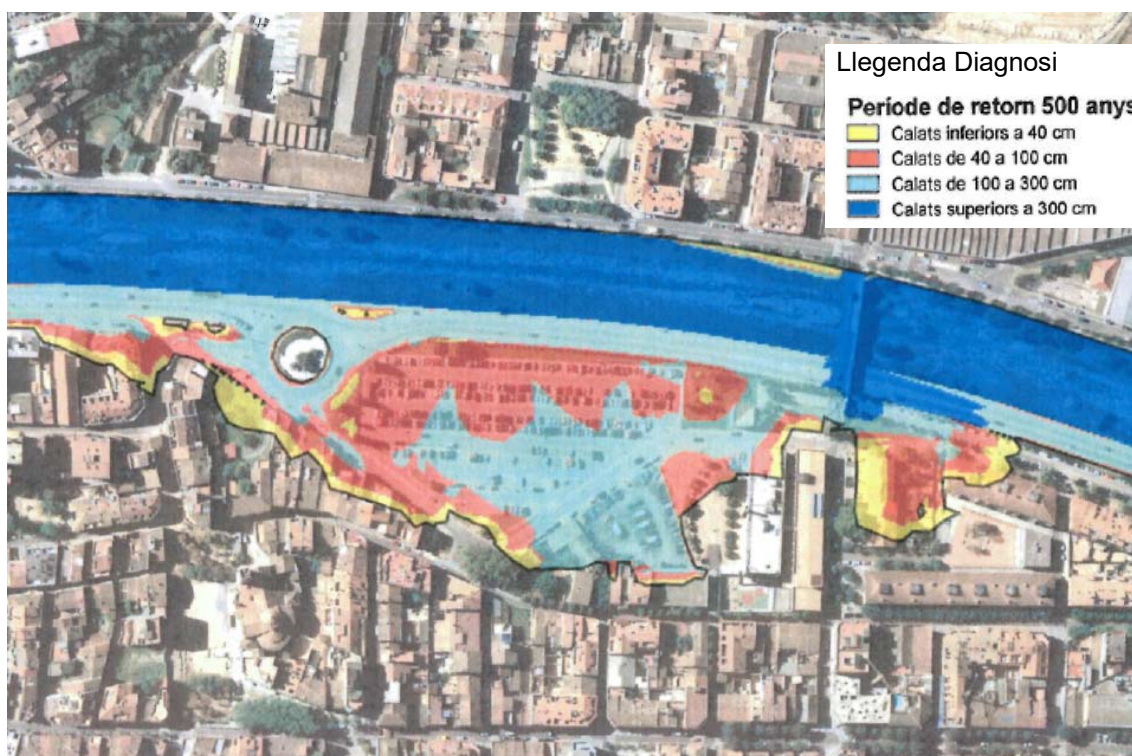 Llegenda Diagnosi
Període de retorn 500 anys
Calats inferiors a 40 cm
Calats de 40 a 100 cm
Calats de 100 a 300 cm
Calats superiors a 300 cm